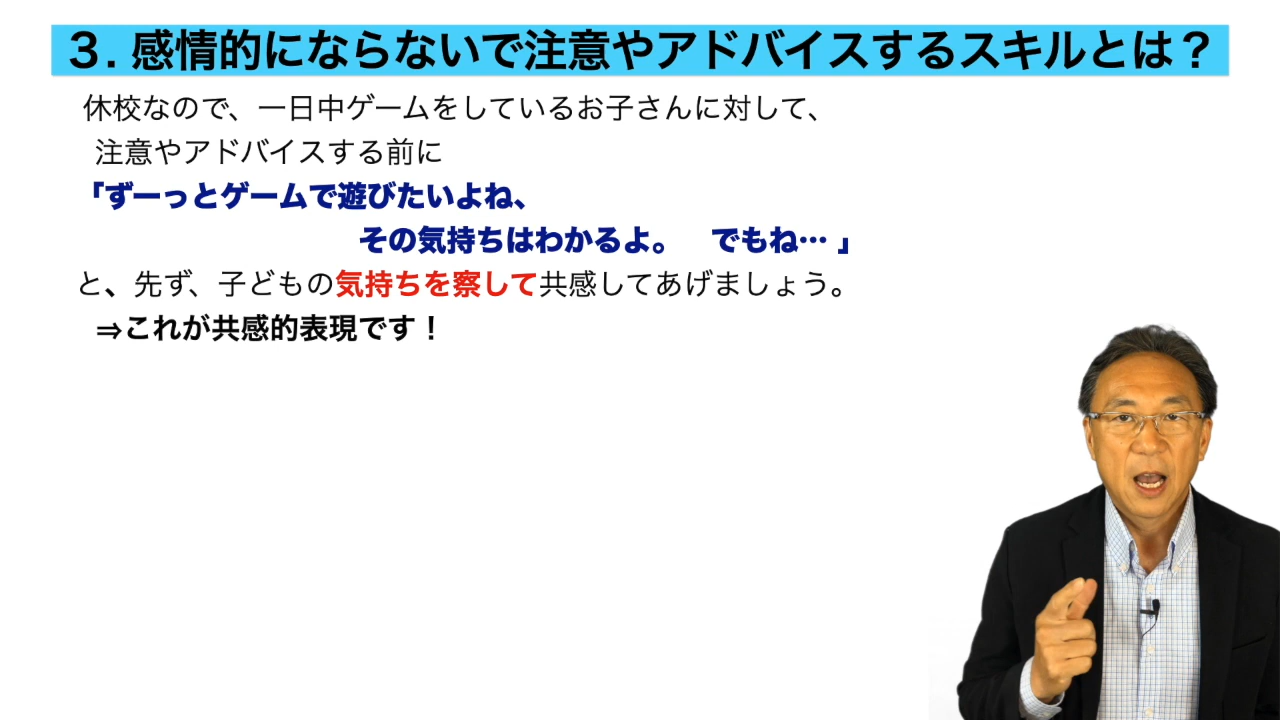 ３. 感情的にならないで注意やアドバイスするスキルとは？
休校なので、一日中ゲームをしているお子さんに対して、
注意やアドバイスする前に
「ずーっとゲームで遊びたいよね、
その気持ちはわかるよ。　でもね… 」
と、先ず、子どもの気持ちを察して共感してあげましょう。
⇒これが共感的表現です！